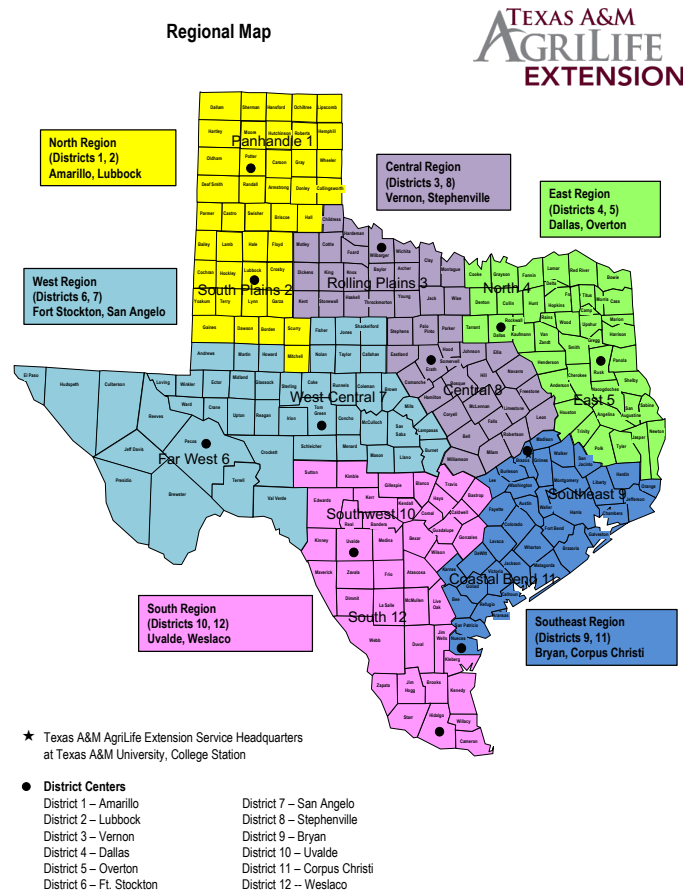 Regional Map
TEXAS A&M
AGRILIFE
EXTENSION
North Region
(Districts 1, 2)
Amarillo, Lubbock
Central Region
(Districts 3, 8)
Vernon, Stephenville
East Region
(Districts 4, 5)
Dallas, Overton
West Region
(Districts 6, 7)
Fort Stockton, San Angelo
South Region
(Districts 10, 12)
Uvalde, Weslaco
Southeast Region
(Districts 9, 11)
Bryan, Corpus Christi
Panhandle 1
South Plains 2
Rolling Plains 3
North 4
East 5
Far West 6
West Central 7
Central 8
Southeast 9
Southwest 10
Coastal Bend 11
South 12
Dallam Sherman Hansford Ochiltree Lipscomb
Hartley Moore Hutchinson Roberts Hemphill
Oldham Potter Carson Gray Wheeler
Deaf Smith Randall Armstrong Donley Collingsworth
Parmer Castro Swisher Briscoe Hall Childress
Bailey Lamb Hale Floyd Motley Cottle Foard Hardeman Wilbarger Wichita Clay Montague
Cochran Hockley Lubbock Crosby Dickens King Knox Baylor Archer
Yoakum Terry Lynn Garza Kent Stonewall Haskell Throckmorton Young Jack Wise
Gaines Dawson Borden Scurry Mitchell
Cooke Grayson Fannin Lamar Red River Bowie
Denton Collin Hunt Hopkins Titus Morris Cass
Tarrant Dallas Rockwall Kaufman Rains Wood Camp Upshur Marion
Van Zandt Smith Gregg Harrison
Henderson Cherokee Rusk Panola
Anderson Nacogdoches Shelby
Houston Angelina San Augustine Sabine
Trinity Polk Tyler Jasper Newton
Fisher Jones Shackelford Stephens Palo Pinto Parker
Andrews Martin Howard Nolan Taylor Callahan Eastland Erath Hood Somervell Johnson Ellis
El Paso Hudspeth Culberson Loving Winkler Ector Midland Glasscock Sterling Coke Runnels Coleman Brown Comanche
Reeves Ward Crane Upton Reagan Irion Tom Green Concho McCulloch San Saba Mills Lampasas
Jeff Davis Pecos Crockett Schleicher Menard Mason Llano Burnet
Presidio Brewster Terrell Val Verde
Hamilton Bosque Hill Navarro Freestone
Coryell McLennan Limestone Falls Leon
Bell Robertson Milam Williamson
Sutton Kimble Gillespie Blanco Travis Bastrop
Edwards Kerr Kendall Hays Caldwell
Real Bandera Comal Guadalupe Gonzales
Kinney Uvalde Medina Bexar Wilson
Maverick Zavala Frio Atascosa
Dimmit La Salle McMullen Live Oak
Webb Duval Jim Wells Kleberg
Zapata Jim Hogg Brooks Kenedy
Starr Hidalgo Willacy Cameron
Madison Brazos Grimes Walker San Jacinto
Lee Burleson Washington Montgomery Liberty Hardin Orange
Fayette Austin Waller Harris Chambers Jefferson
Colorado Fort Bend Galveston
Lavaca Wharton Brazoria
DeWitt Jackson Matagorda
Karnes Victoria Goliad Calhoun
Bee Refugio Aransas
San Patricio Nueces
★ Texas A&M AgriLife Extension Service Headquarters
at Texas A&M University, College Station
● District Centers
District 1 – Amarillo
District 2 – Lubbock
District 3 – Vernon
District 4 – Dallas
District 5 – Overton
District 6 – Ft. Stockton
District 7 – San Angelo
District 8 – Stephenville
District 9 – Bryan
District 10 – Uvalde
District 11 – Corpus Christi
District 12 -- Weslaco